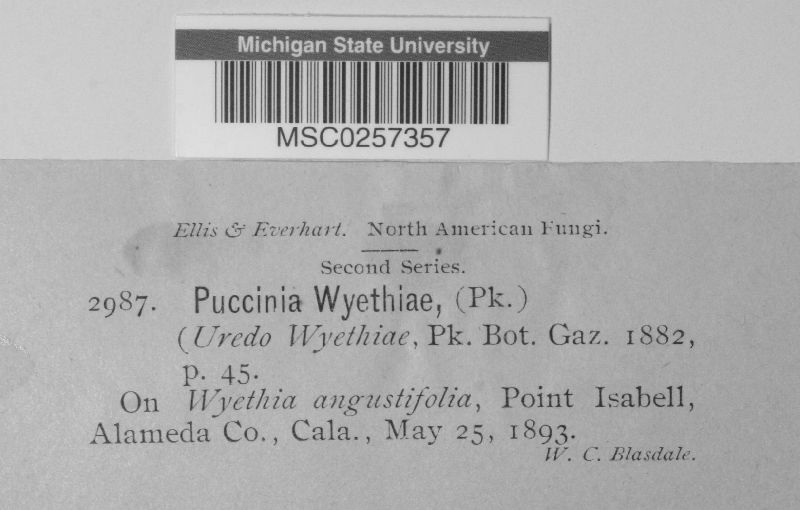 Michigan State University
MSC0257357
Ellis & Everhart. North American Fungi.
Second Series.
2987. Puccinia Wyethiae, (Pk.)
(Uredo Wyethiae, Pk. Bot. Gaz. 1882,
p. 45.
On Wyethia angustifolia, Point Isabell,
Alameda Co., Cala., May 25, 1893.
W. C. Blasdale.